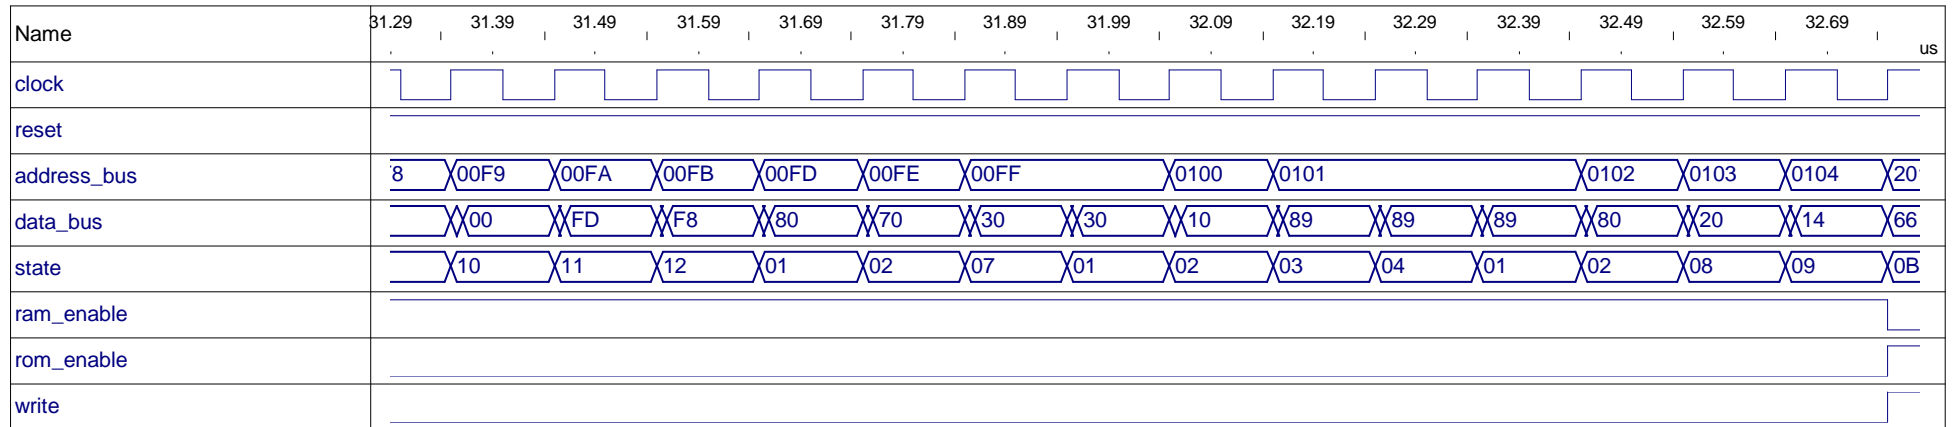 Name 31.29 31.39 31.49 31.59 31.69 31.79 31.89 31.99 32.09 32.19 32.29 32.39 32.49 32.59 32.69
us
clock
reset
address_bus 8 00F9 00FA 00FB 00FD 00FE 00FF 0100 0101 0102 0103 0104 20
data_bus 00 FD F8 80 70 30 30 10 89 89 89 80 20 14 66
state 10 11 12 01 02 07 01 02 03 04 01 02 08 09 0B
ram_enable
rom_enable
write